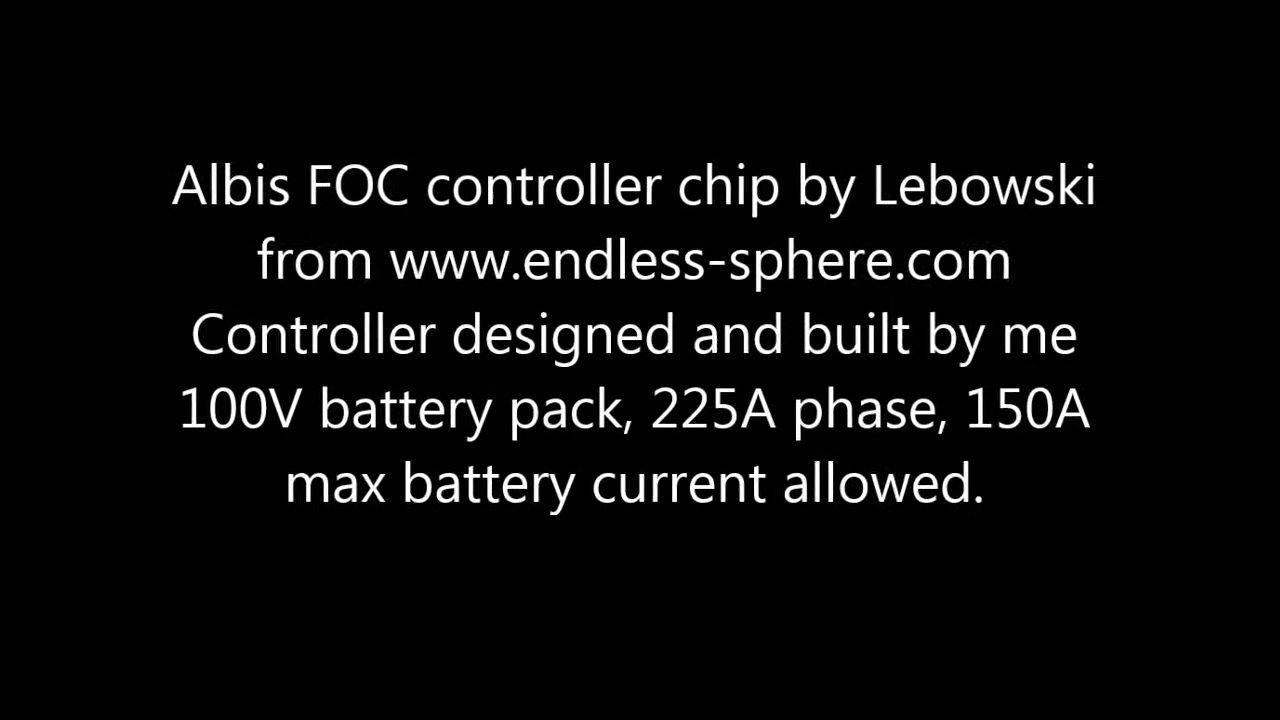 Albis FOC controller chip by Lebowski
from www.endless-sphere.com
Controller designed and built by me
100V battery pack, 225A phase, 150A
max battery current allowed.